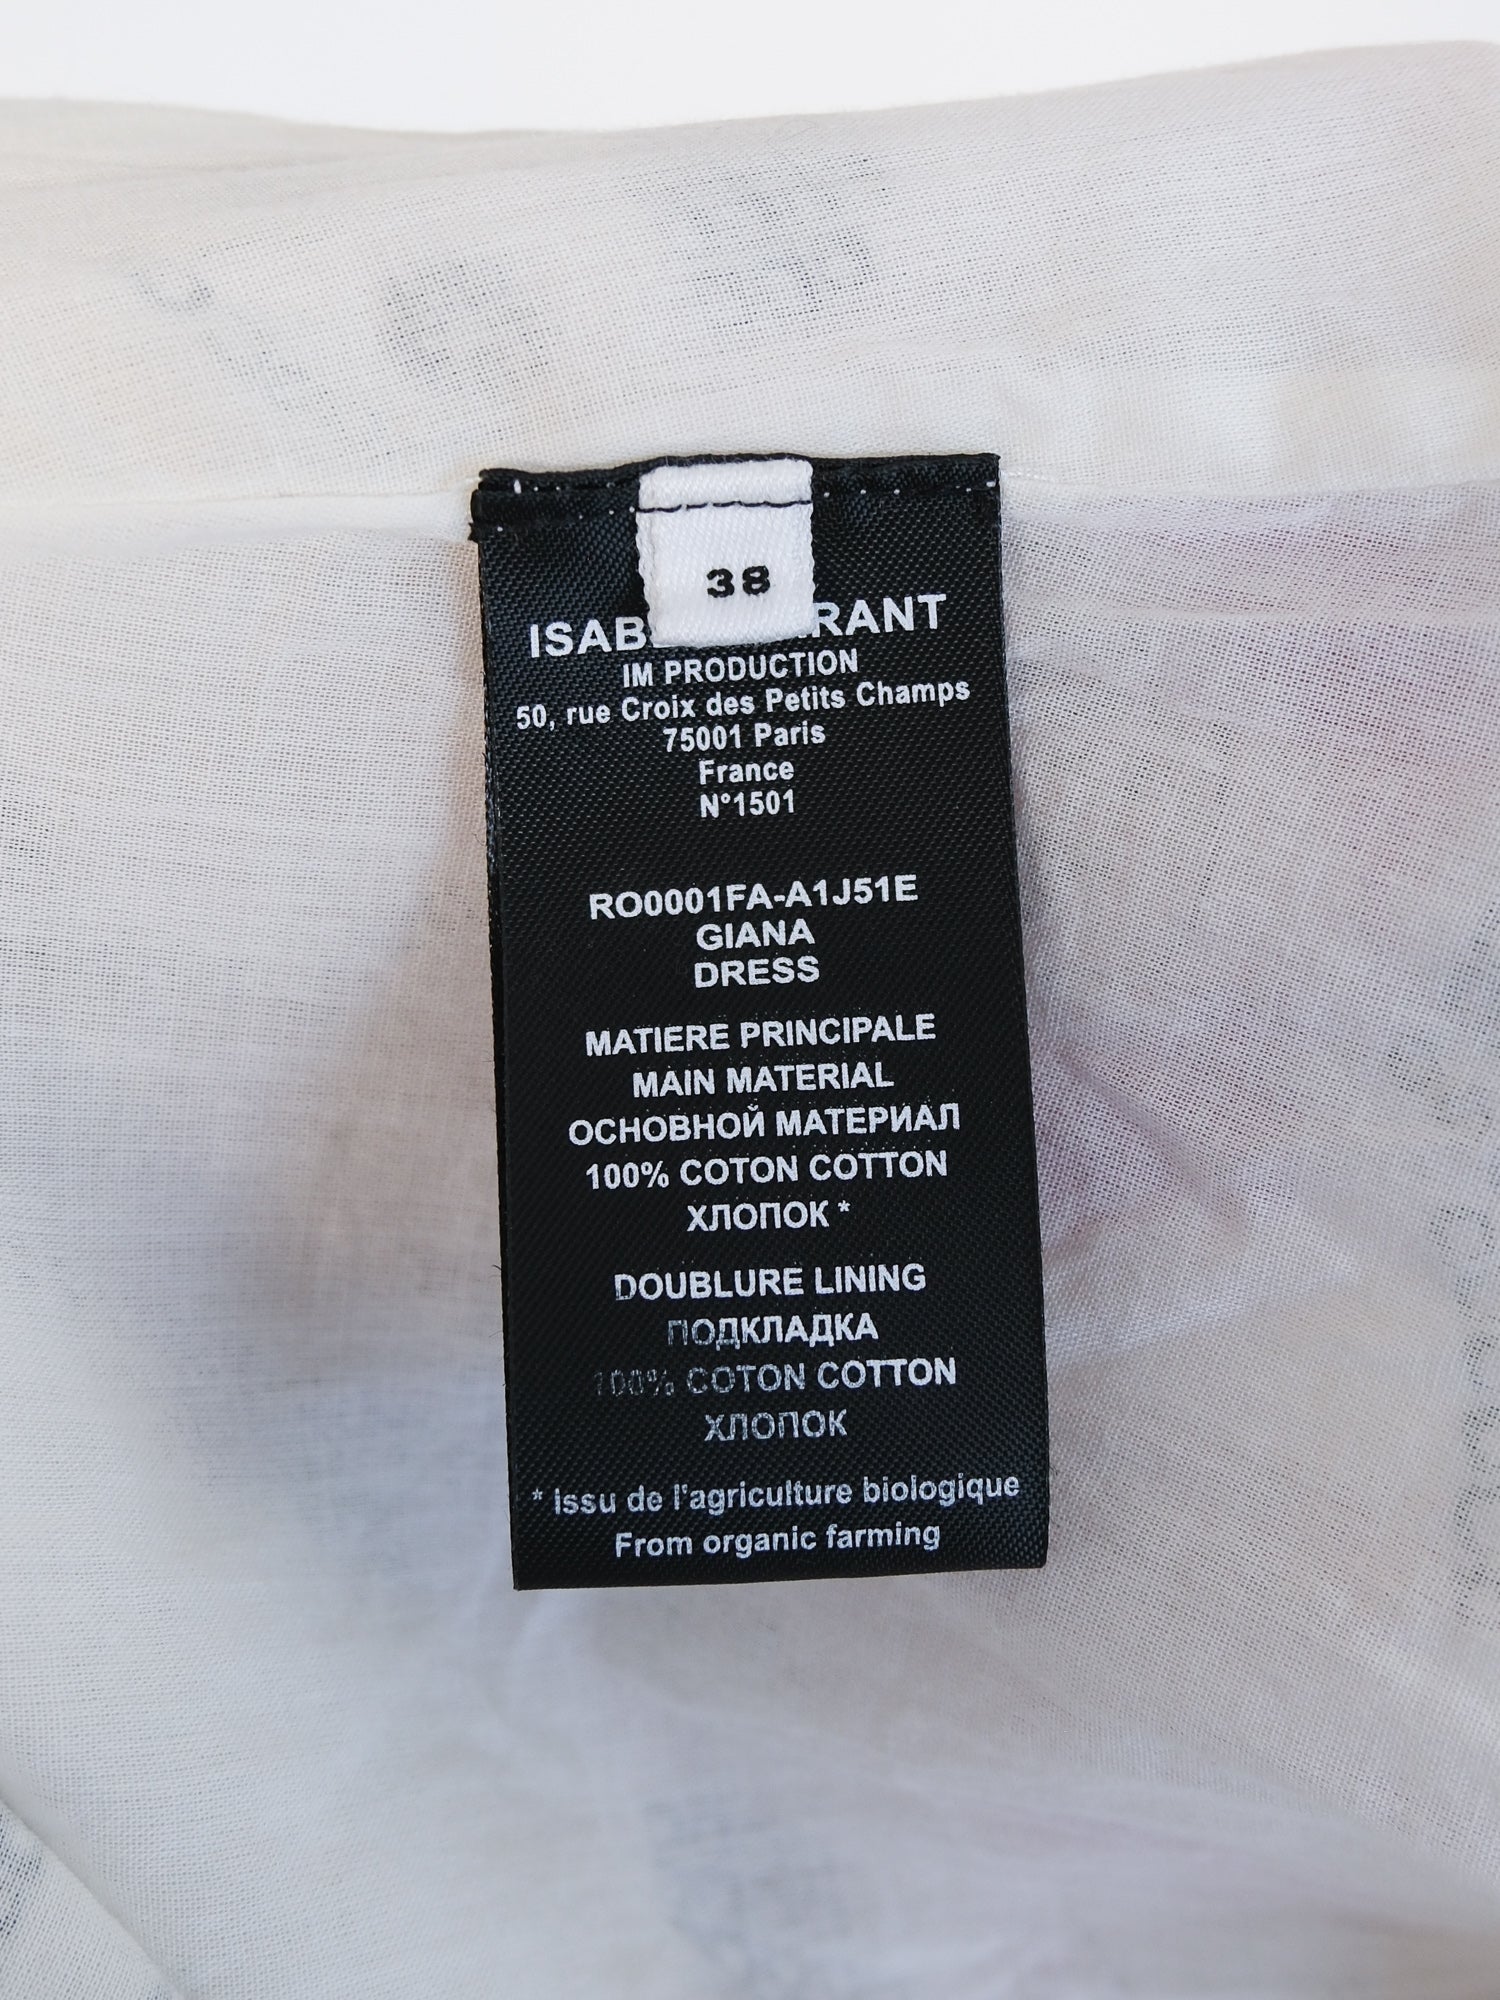 38
ISAB RANT
IM PRODUCTION
50, rue Croix des Petits Champs
75001 Paris
France
N°1501
RO0001FA-A1J51E
GIANA
DRESS
MATIERE PRINCIPALE
MAIN MATERIAL
ОСНОВНОЙ МАТЕРИАЛ
100% COTON COTTON
ХЛОПОК *
DOUBLURE LINING
ПОДКЛАДКА
100% COTON COTTON
ХЛОПОК
* issu de l'agriculture biologique
From organic farming